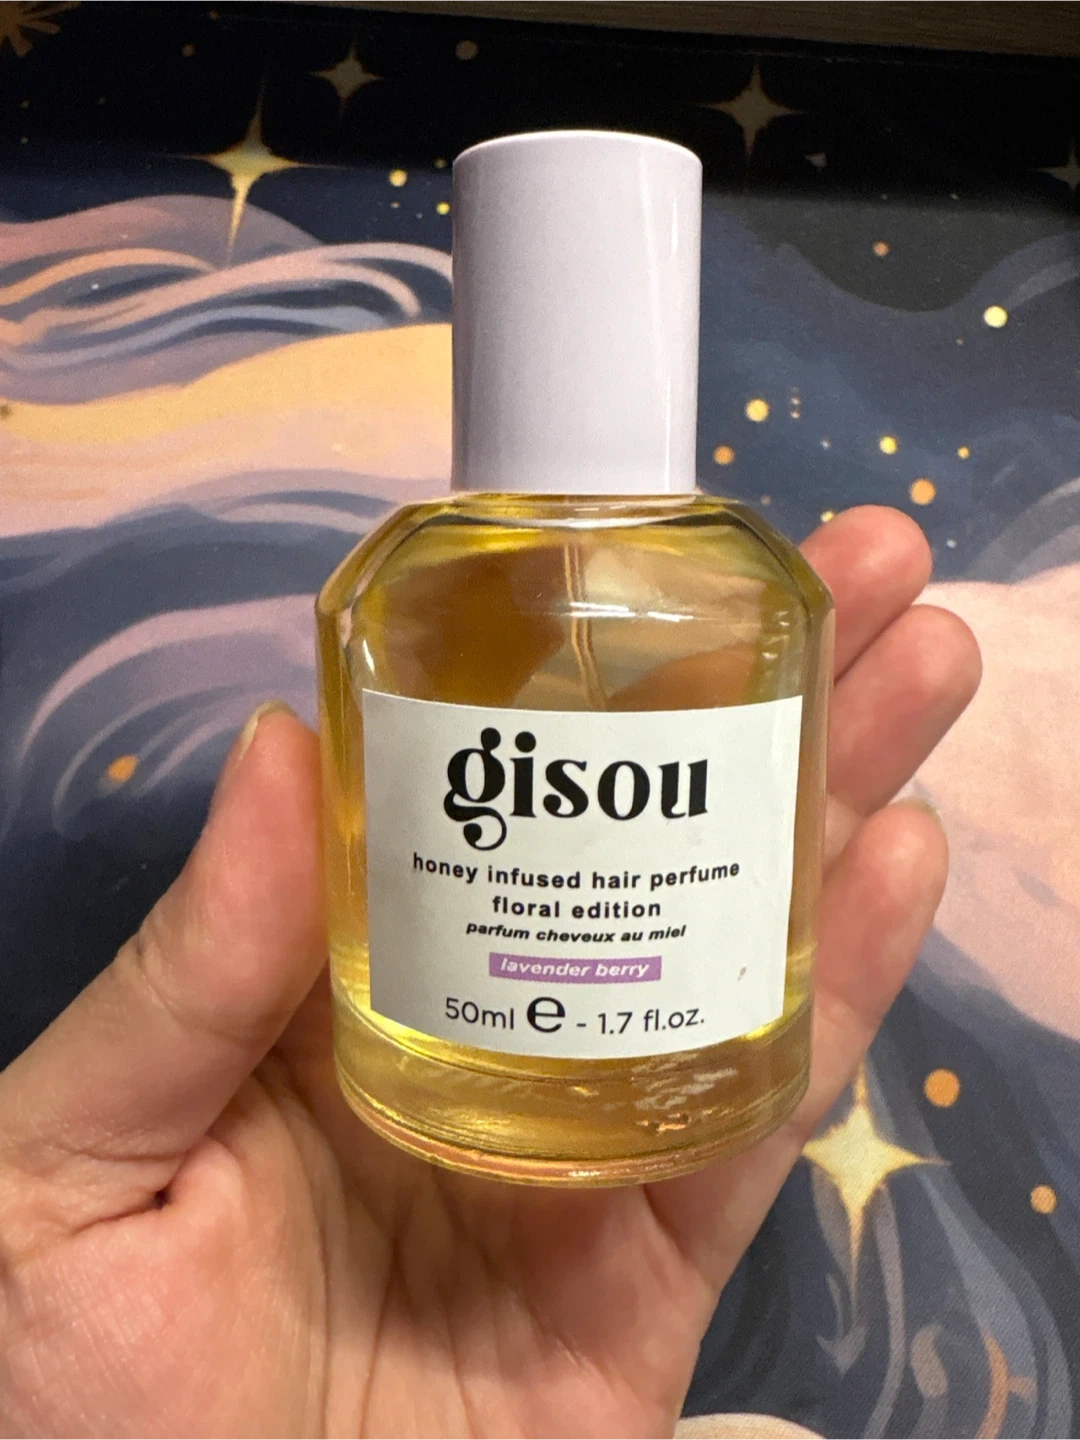 gisou
honey infused hair perfume
floral edition
parfum cheveux au miel
lavender berry
50ml e - 1.7 fl.oz.